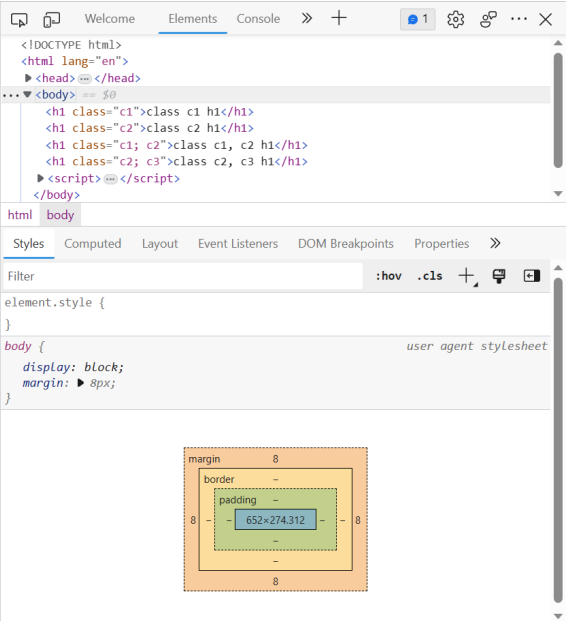 Welcome Elements Console 1
<!DOCTYPE html>
<html lang="en">
<head>…</head>
…<body> == $0
<h1 class="c1">class c1 h1</h1>
<h1 class="c2">class c2 h1</h1>
<h1 class="c1; c2">class c1, c2 h1</h1>
<h1 class="c2; c3">class c2, c3 h1</h1>
<script>…</script>
</body>
html body
Styles Computed Layout Event Listeners DOM Breakpoints Properties
Filter :hov .cls
element.style {
}
body { user agent stylesheet
display: block;
margin: 8px;
}
margin 8
border –
padding –
8 – – 652×274.312 – – 8
–
–
8